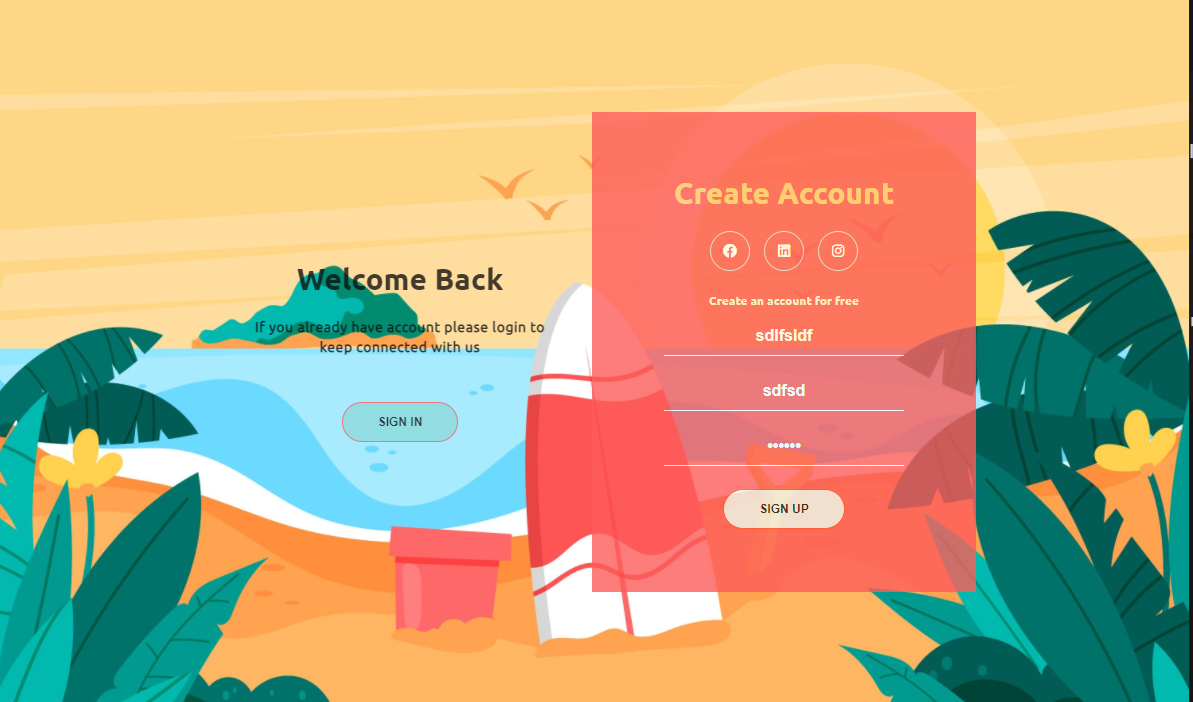 Create Account
Welcome Back
Create an account for free
If you already have account please login to
keep connected with us
sdlfsldf
sdfsd
••••••
SIGN IN
SIGN UP